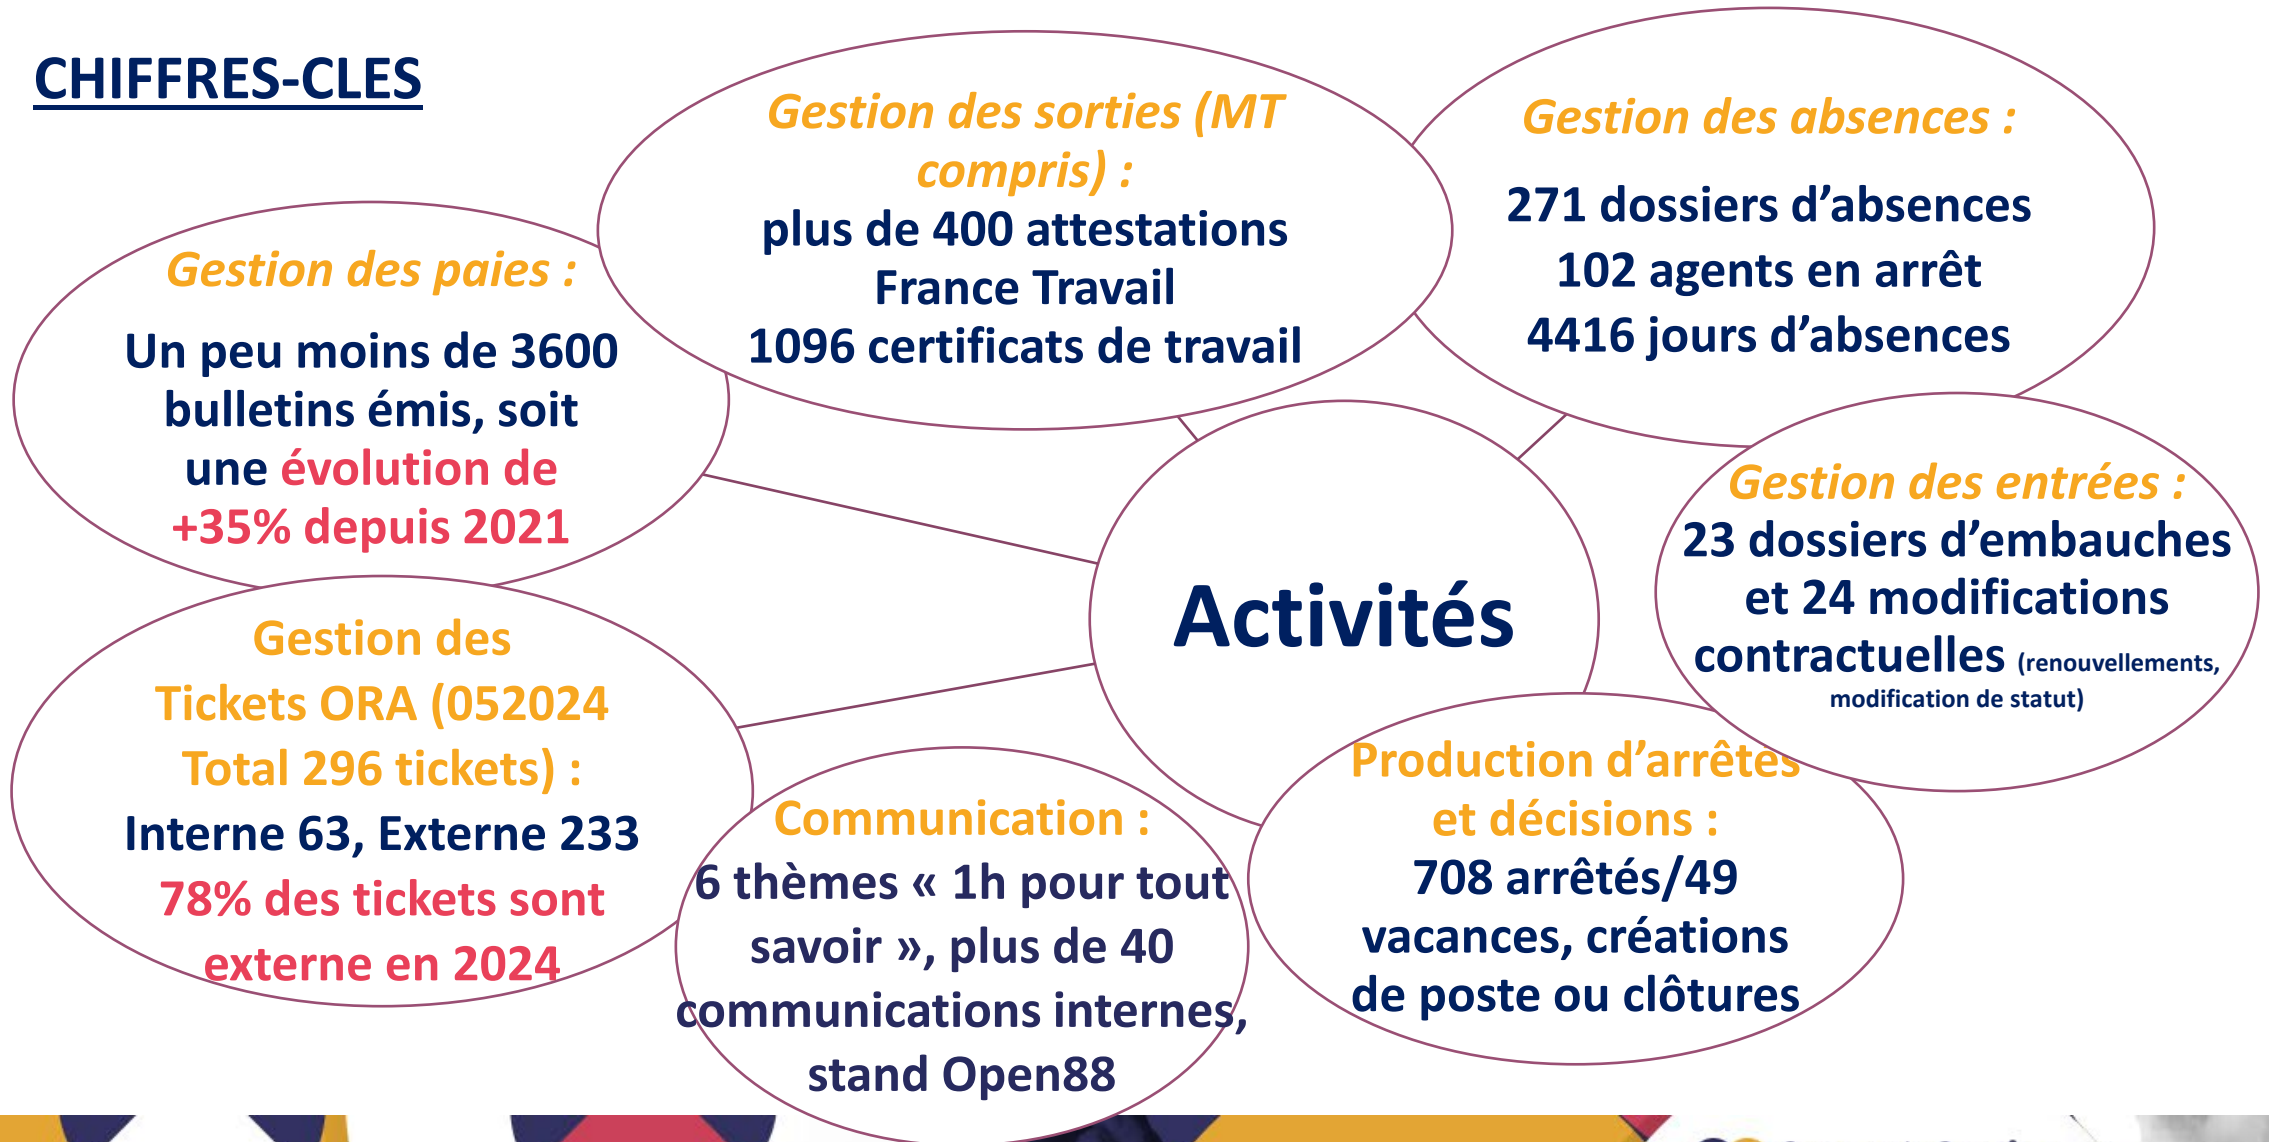 CHIFFRES-CLES
Gestion des sorties (MT
compris) :
plus de 400 attestations
France Travail
1096 certificats de travail
Gestion des absences :
271 dossiers d’absences
102 agents en arrêt
4416 jours d’absences
Gestion des paies :
Un peu moins de 3600
bulletins émis, soit
une évolution de
+35% depuis 2021
Activités
Gestion des entrées :
23 dossiers d’embauches
et 24 modifications
contractuelles (renouvellements,
modification de statut)
Gestion des
Tickets ORA (052024
Total 296 tickets) :
Interne 63, Externe 233
78% des tickets sont
externe en 2024
Communication :
6 thèmes « 1h pour tout
savoir », plus de 40
communications internes,
stand Open88
Production d’arrêtés
et décisions :
708 arrêtés/49
vacances, créations
de poste ou clôtures